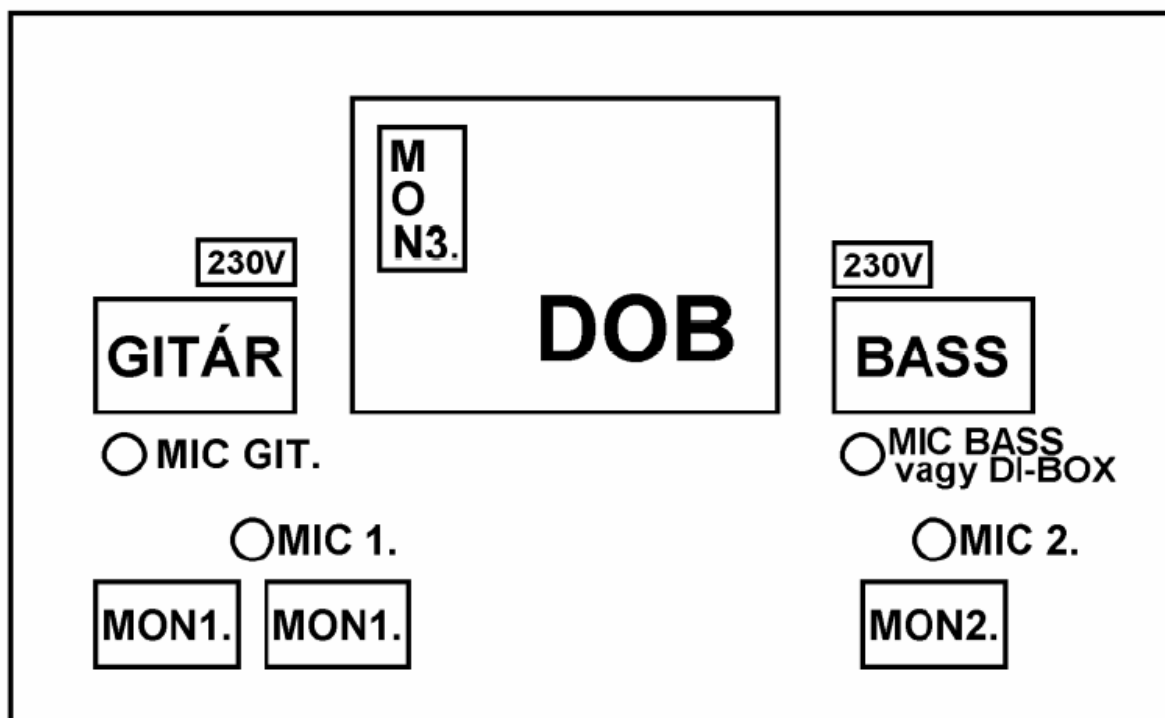 M
O
N3.
230V
230V
GITÁR
DOB
BASS
MIC GIT.
MIC BASS
vagy DI-BOX
MIC 1.
MIC 2.
MON1.
MON1.
MON2.